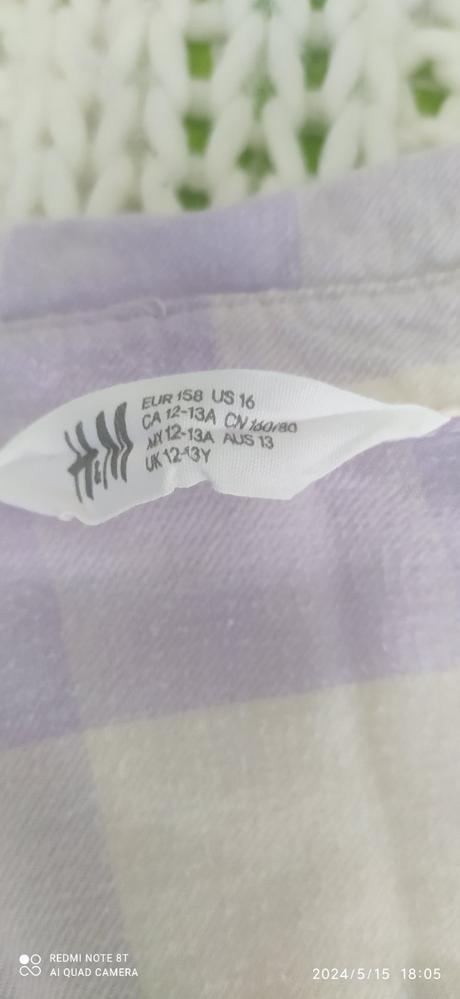 H&M
EUR 158 US 16
CA 12-13A CN 160/80
MX 12-13A AUS 13
UK 12-13Y
REDMI NOTE 8T
AI QUAD CAMERA
2024/5/15 18:05